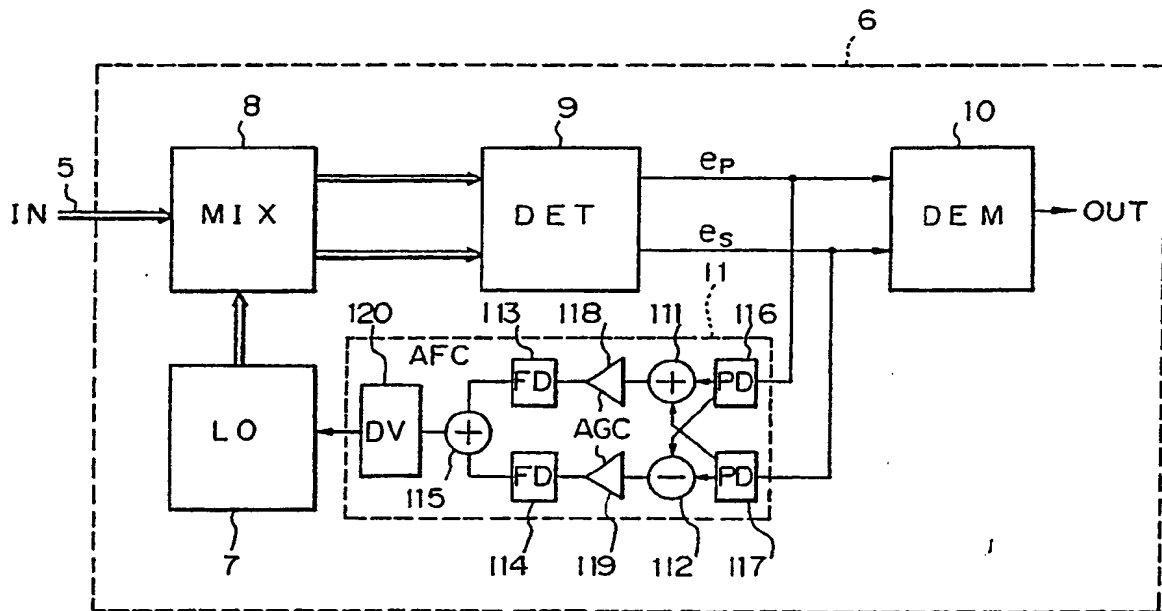 6
8
9
10
5
IN
MIX
DET
DEM
OUT
eP
eS
11
120
113
118
111
116
AFC
FD
PD
LO
DV
AGC
115
FD
PD
7
114
119
112
117